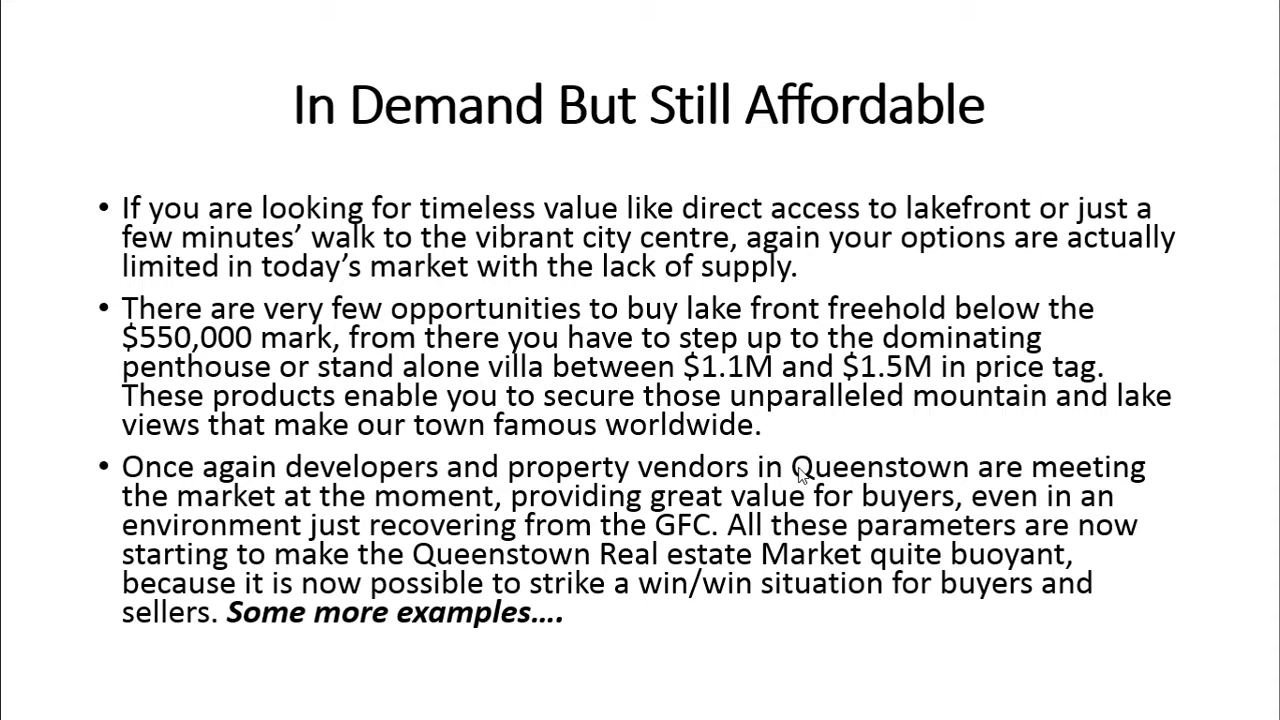 In Demand But Still Affordable
• If you are looking for timeless value like direct access to lakefront or just a
few minutes’ walk to the vibrant city centre, again your options are actually
limited in today’s market with the lack of supply.
• There are very few opportunities to buy lake front freehold below the
$550,000 mark, from there you have to step up to the dominating
penthouse or stand alone villa between $1.1M and $1.5M in price tag.
These products enable you to secure those unparalleled mountain and lake
views that make our town famous worldwide.
• Once again developers and property vendors in Queenstown are meeting
the market at the moment, providing great value for buyers, even in an
environment just recovering from the GFC. All these parameters are now
starting to make the Queenstown Real estate Market quite buoyant,
because it is now possible to strike a win/win situation for buyers and
sellers. Some more examples....